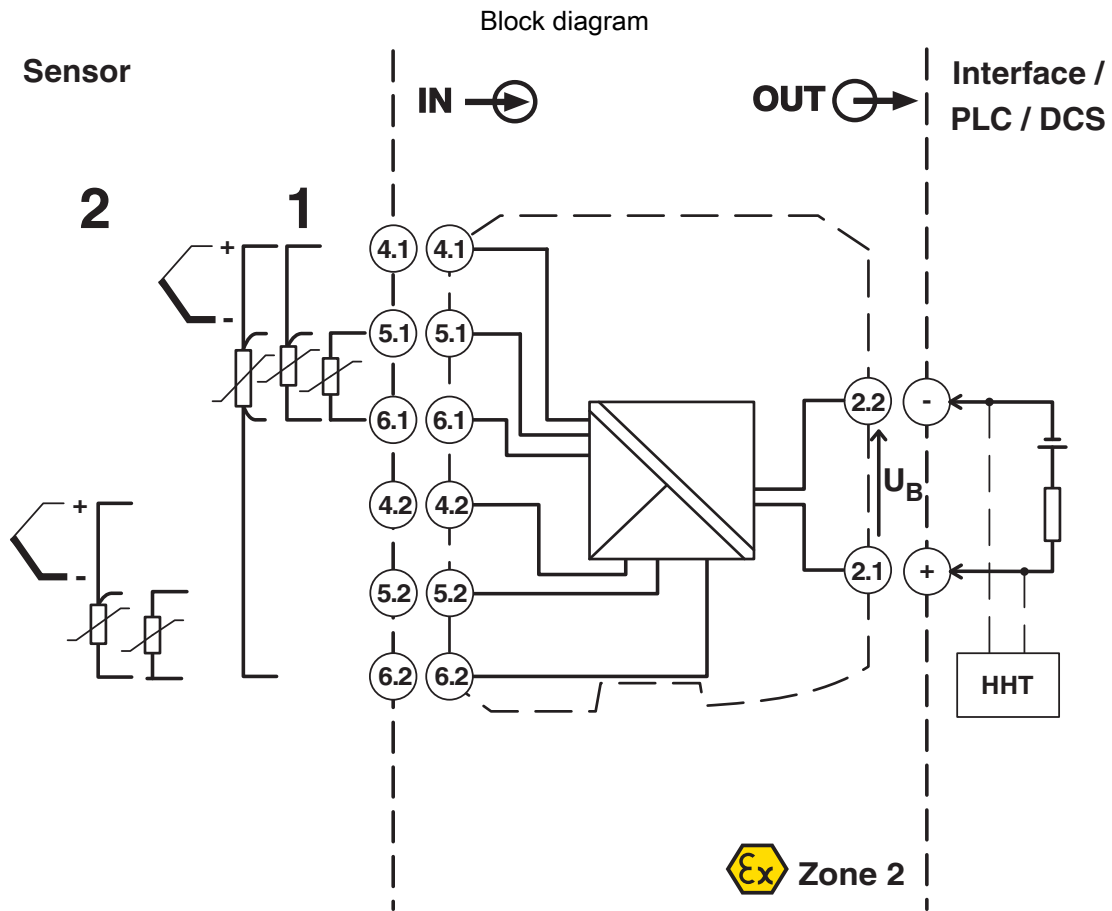 Block diagram
Sensor
IN
OUT
Interface /
PLC / DCS
2
1
+
-
4.1
4.1
5.1
5.1
6.1
6.1
2.2
-
UB
+
-
4.2
4.2
5.2
5.2
2.1
+
6.2
6.2
HHT
Ex Zone 2